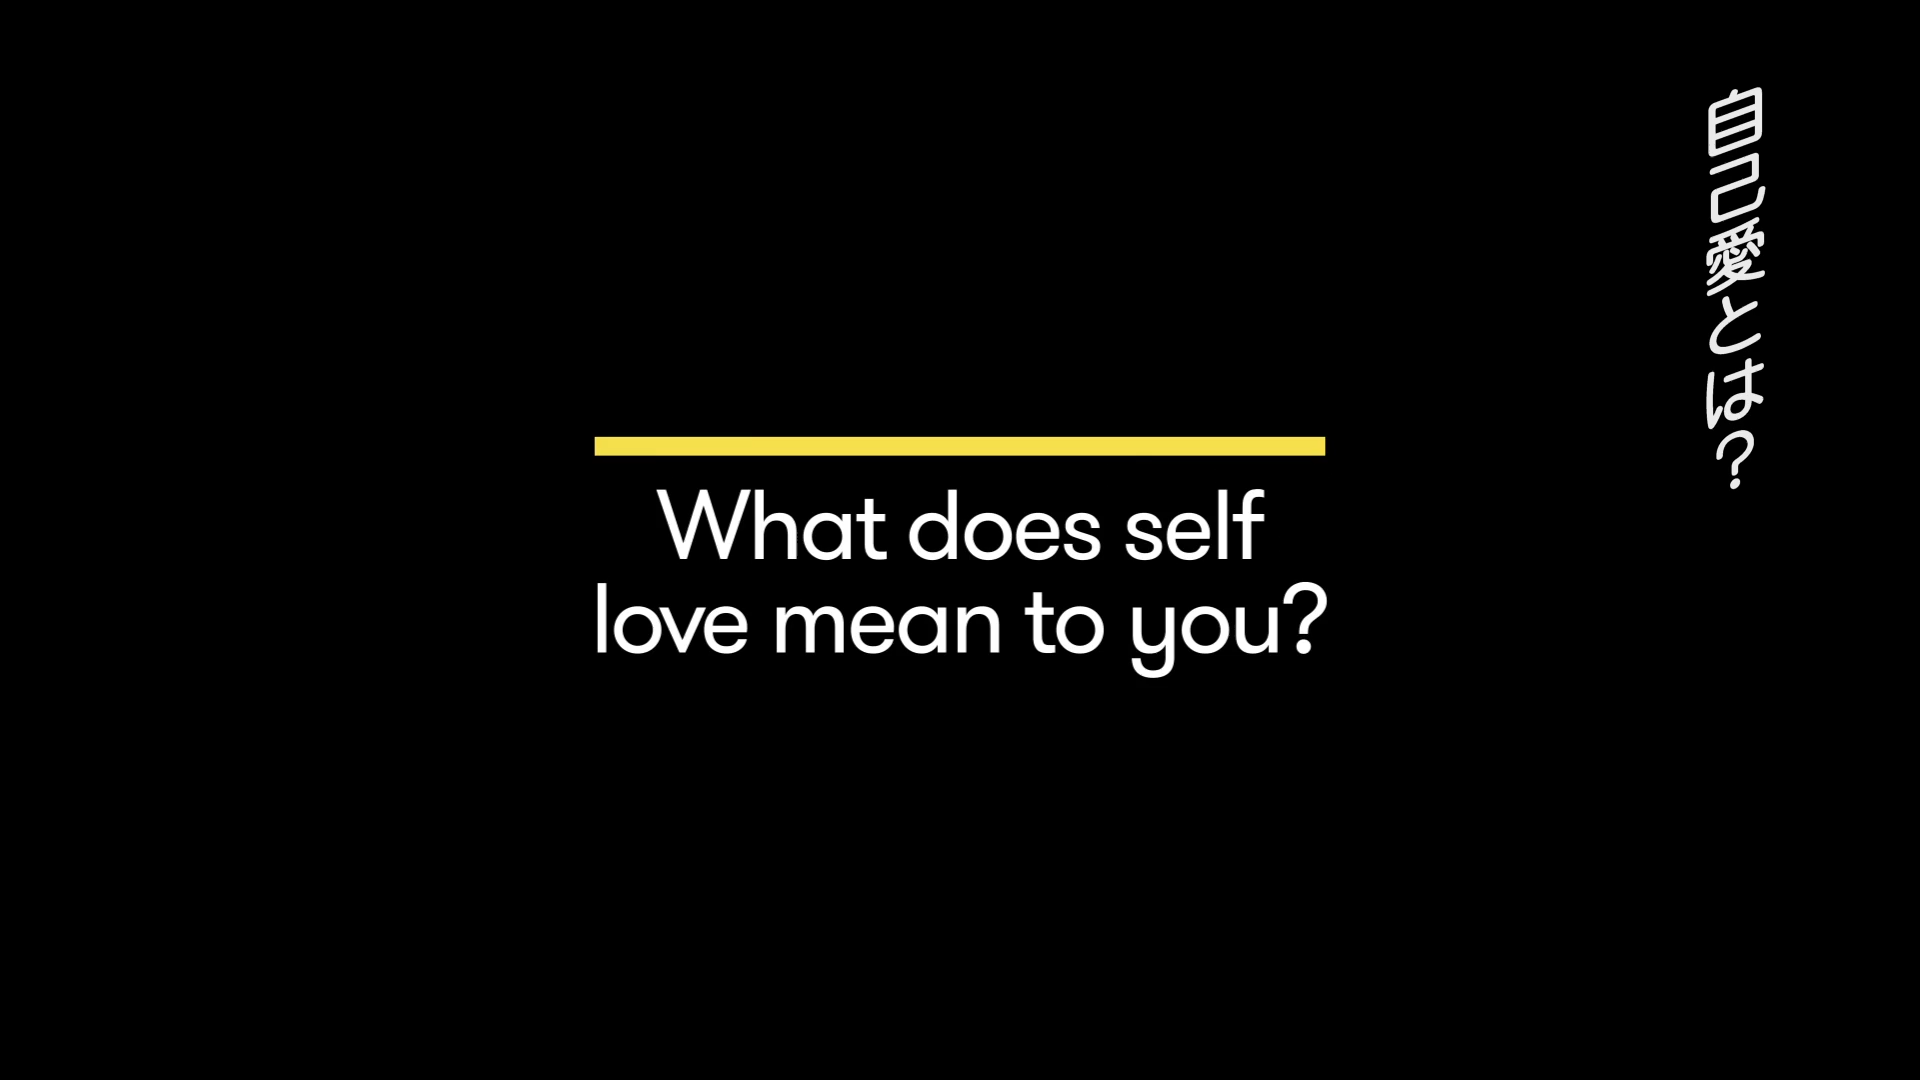 What does self
love mean to you?
自己愛とは？